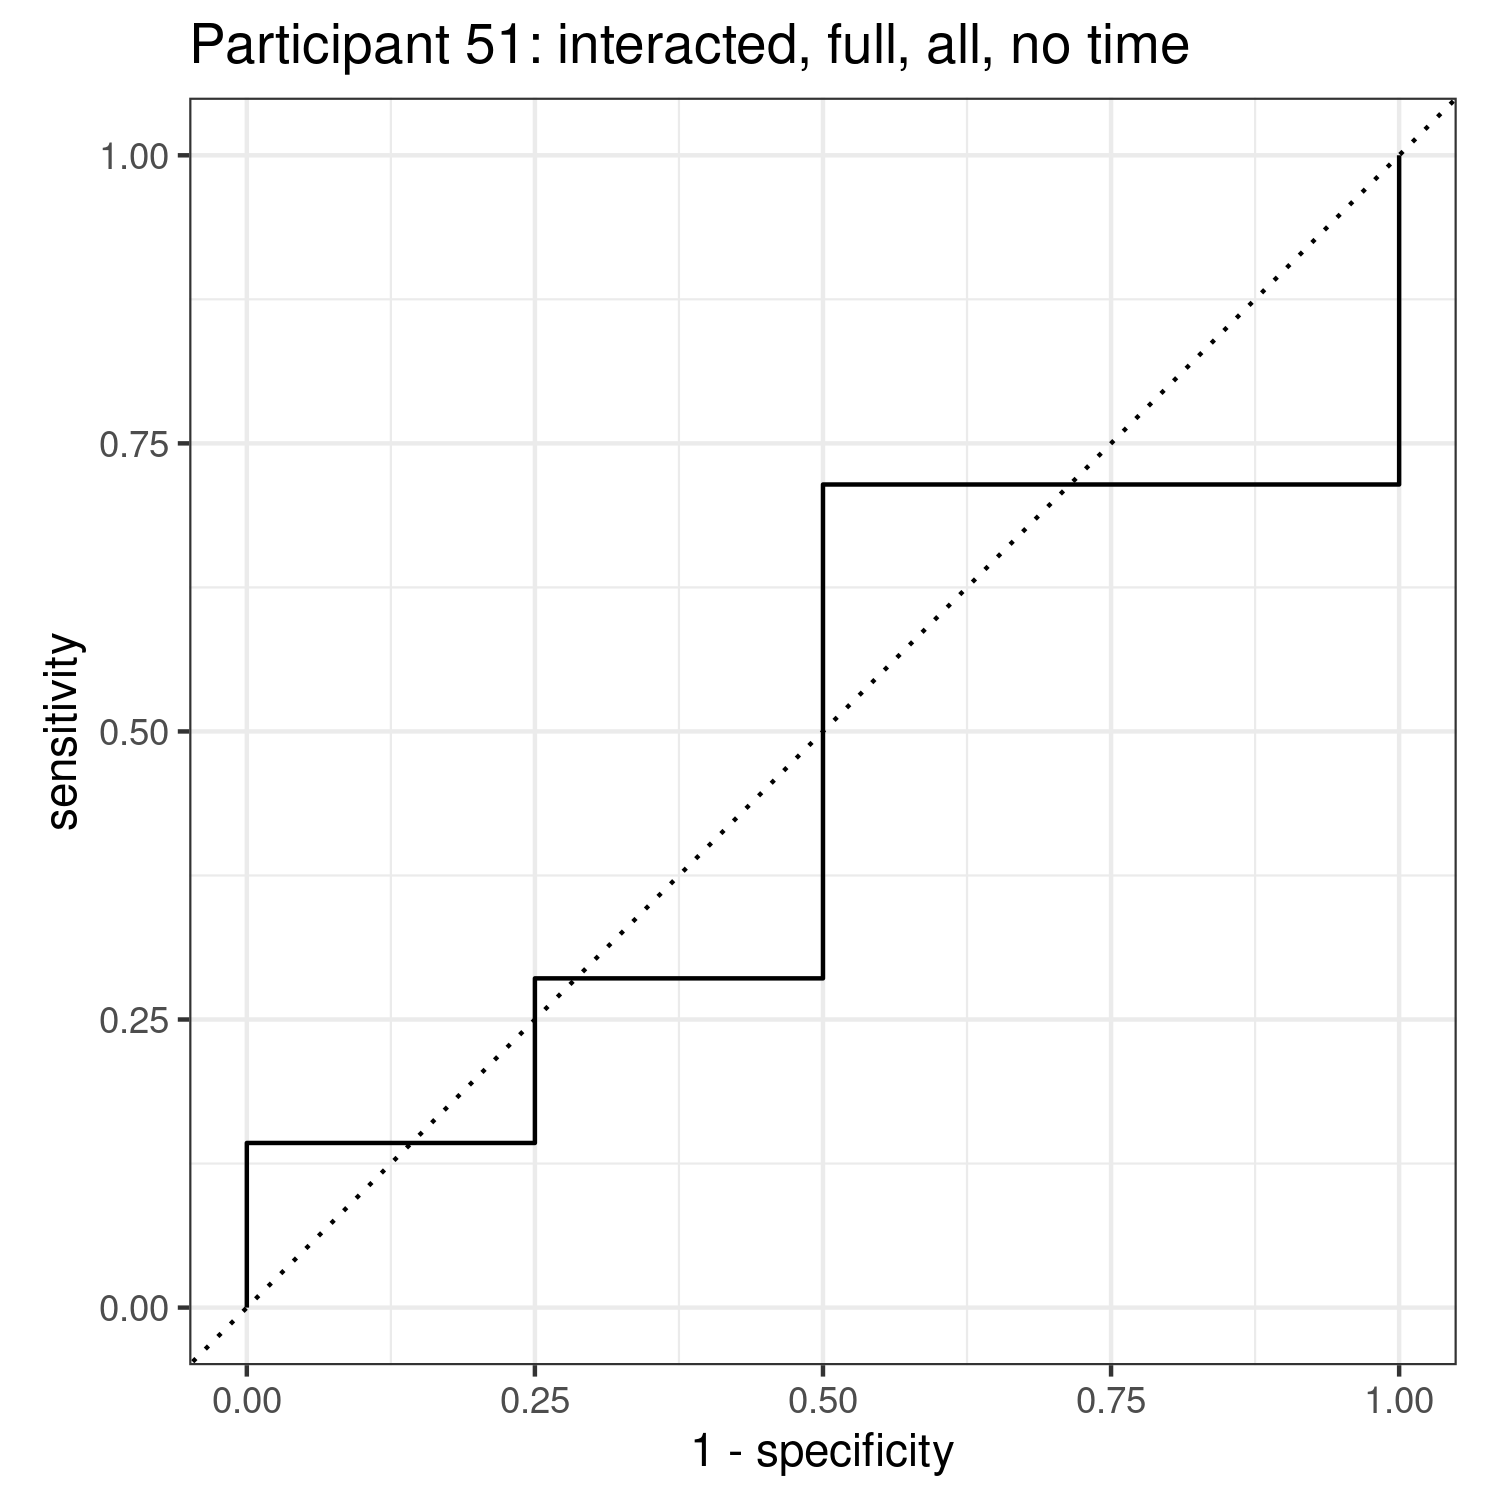 Participant 51: interacted, full, all, no time
1.00
0.75
0.50
0.25
0.00
sensitivity
0.00 0.25 0.50 0.75 1.00
1 - specificity